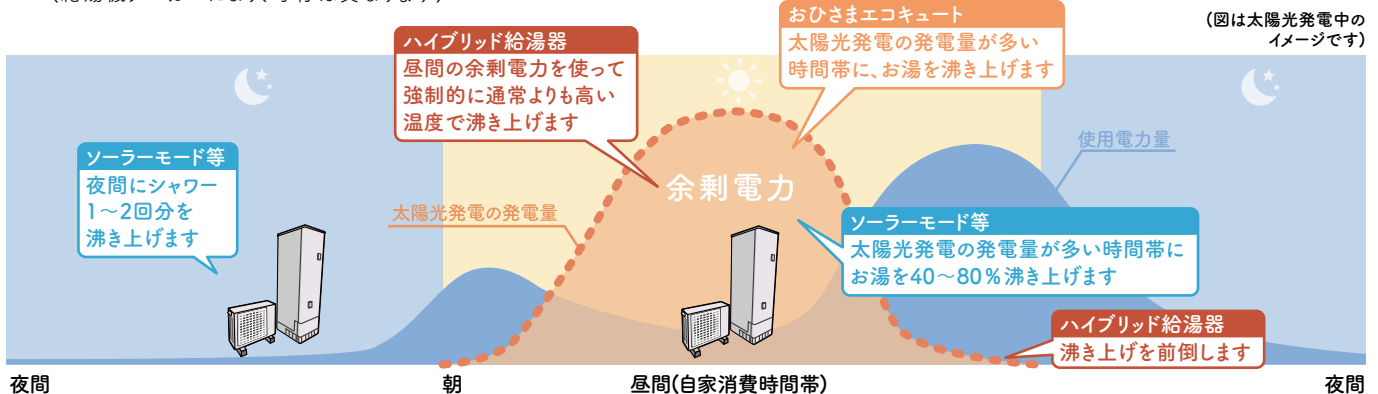 (図は太陽光発電中の
イメージです)
おひさまエコキュート
太陽光発電の発電量が多い
時間帯に、お湯を沸き上げます
ハイブリッド給湯器
昼間の余剰電力を使って
強制的に通常よりも高い
温度で沸き上げます
ソーラーモード等
夜間にシャワー
1〜2回分を
沸き上げます
使用電力量
余剰電力
太陽光発電の発電量
ソーラーモード等
太陽光発電の発電量が多い時間帯に
お湯を40〜80%沸き上げます
ハイブリッド給湯器
沸き上げを前倒します
夜間
朝
昼間(自家消費時間帯)
夜間